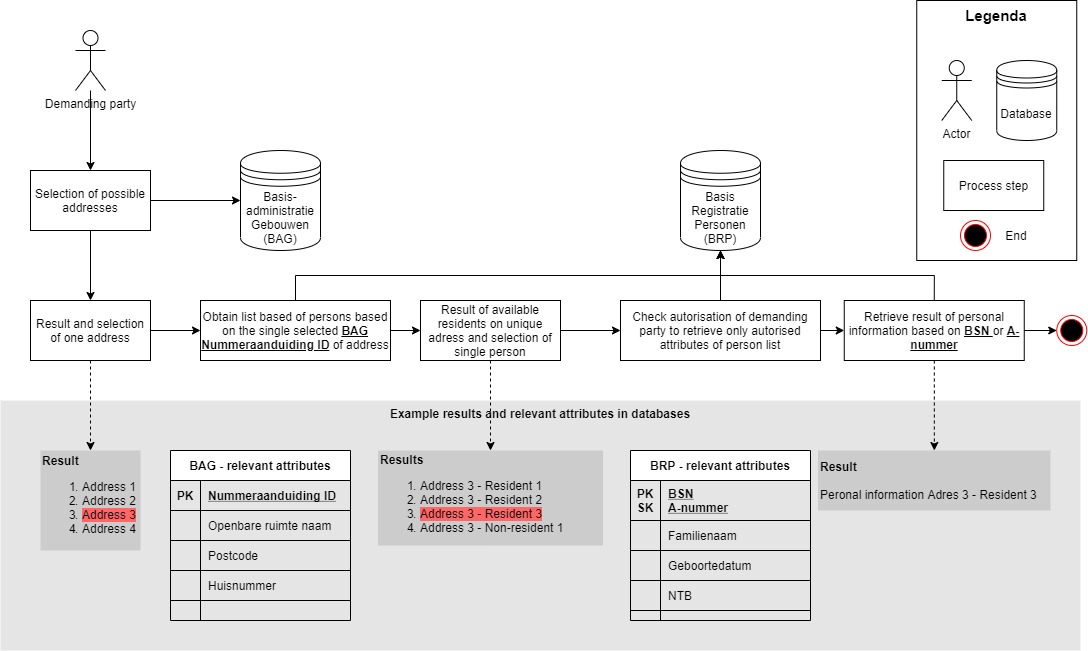 Legenda
Actor
Database
Process step
End
Demanding party
Selection of possible
addresses
Basis-
administratie
Gebouwen
(BAG)
Basis
Registratie
Personen
(BRP)
Result and selection
of one address
Obtain list based of persons based
on the single selected BAG
Nummeraanduiding ID of address
Result of available
residents on unique
adress and selection of
single person
Check autorisation of demanding
party to retrieve only autorised
attributes of person list
Retrieve result of personal
information based on BSN or A-
nummer
Example results and relevant attributes in databases
Result
1. Address 1
2. Address 2
3. Address 3
4. Address 4
BAG - relevant attributes
PK Nummeraanduiding ID
Openbare ruimte naam
Postcode
Huisnummer
Results
1. Address 3 - Resident 1
2. Address 3 - Resident 2
3. Address 3 - Resident 3
4. Address 3 - Non-resident 1
BRP - relevant attributes
PK BSN
SK A-nummer
Familienaam
Geboortedatum
NTB
Result
Peronal information Adres 3 - Resident 3